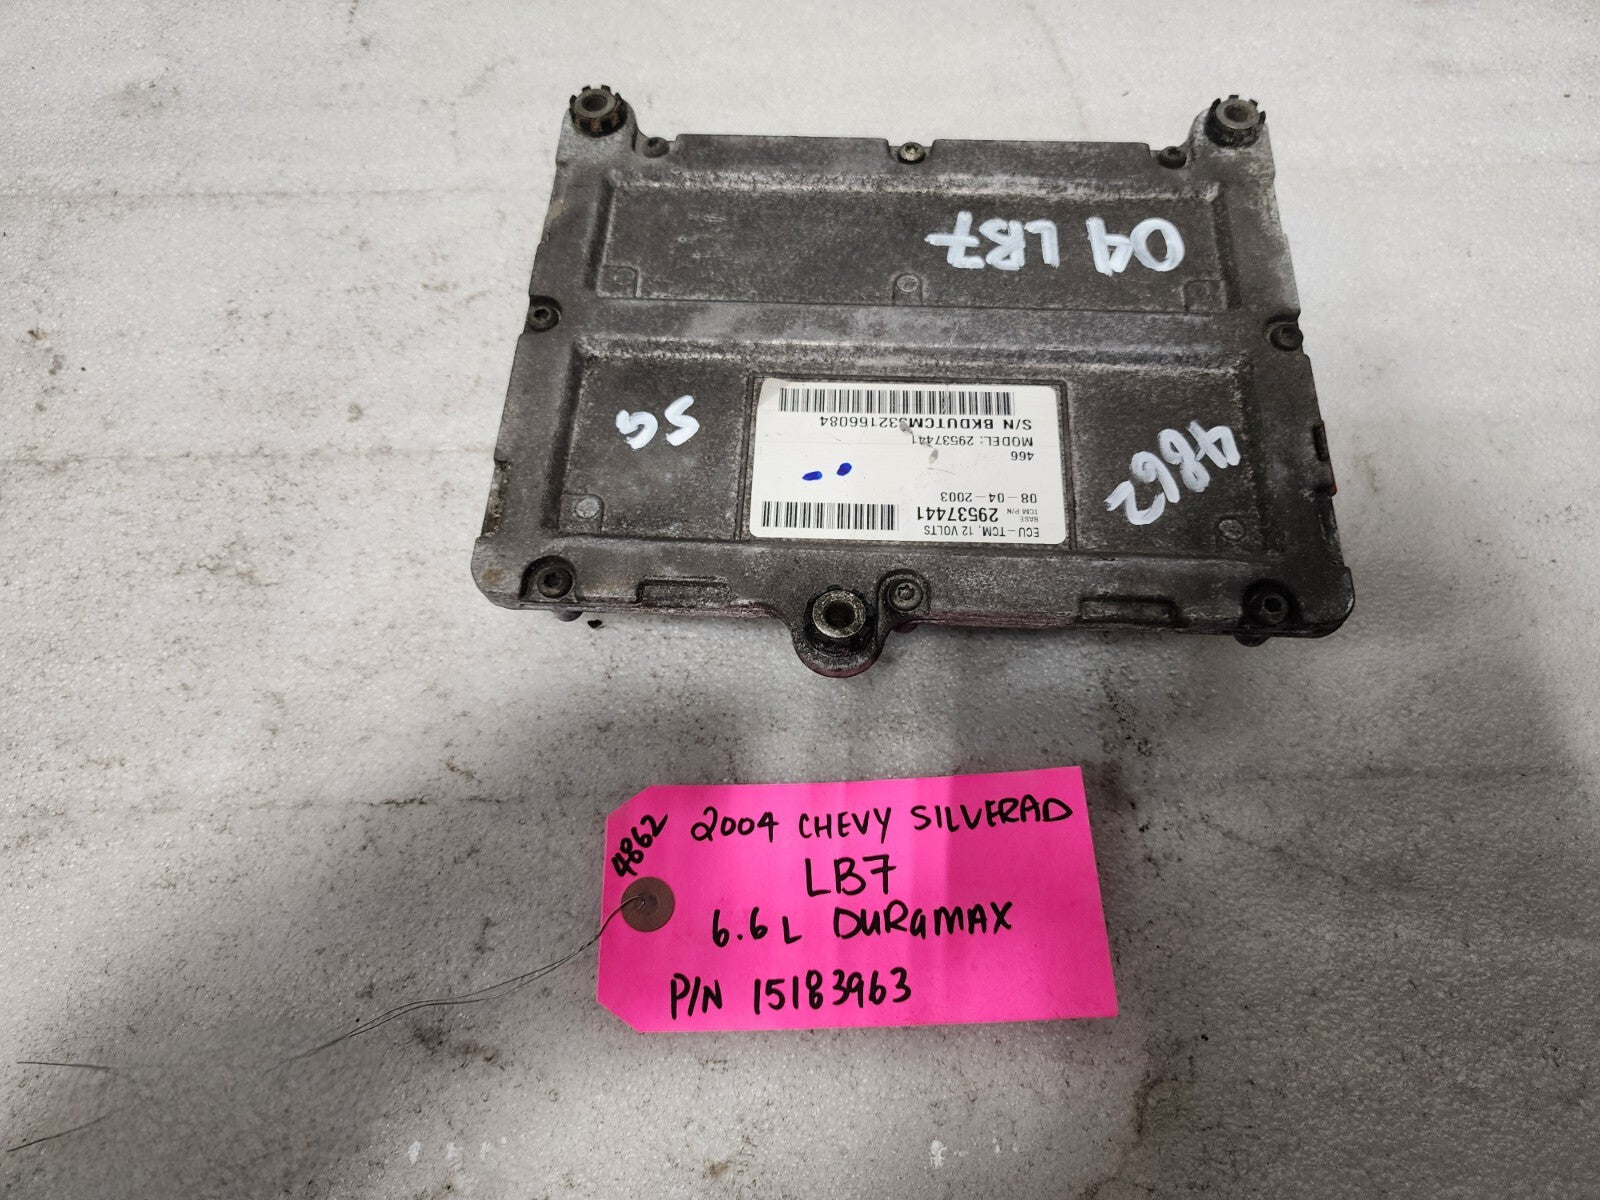 04 LB7
SG
4862
ECU-TCM, 12 VOLTS
BASE
TCM P/N
29537441
08-04-2003
466
MODEL: 29537441
S/N BKDUTCM332166084
4862
2004 CHEVY SILVERAD
LB7
6.6L DURAMAX
P/N 15183963